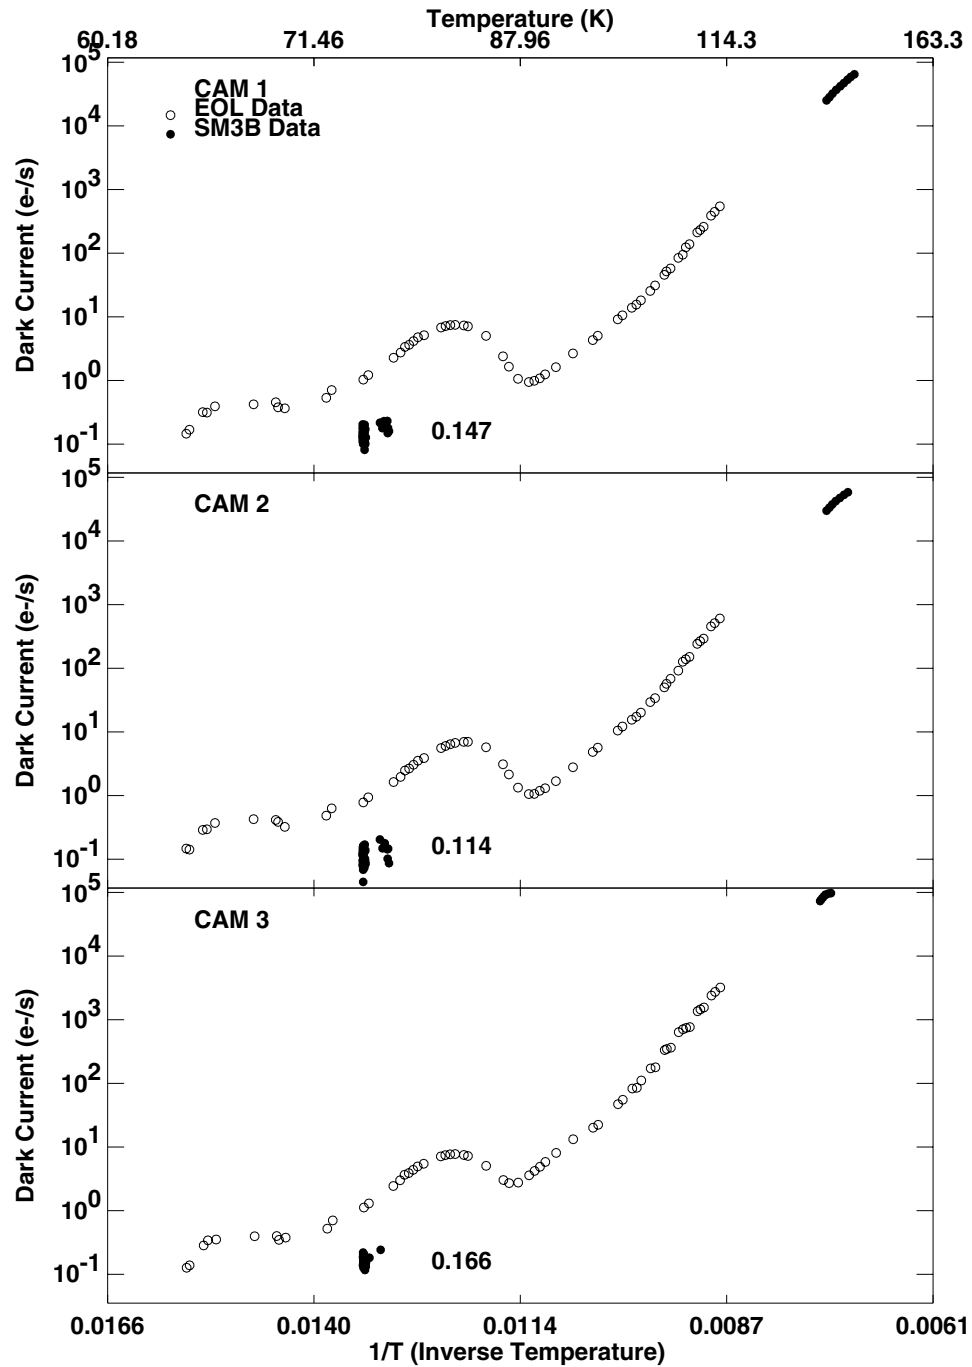 Temperature (K)
60.18 71.46 87.96 114.3 163.3
CAM 1
EOL Data
SM3B Data
Dark Current (e-/s)
10^5
10^4
10^3
10^2
10^1
10^0
10^-1
0.147
CAM 2
Dark Current (e-/s)
10^5
10^4
10^3
10^2
10^1
10^0
10^-1
0.114
CAM 3
Dark Current (e-/s)
10^5
10^4
10^3
10^2
10^1
10^0
10^-1
0.166
0.0166 0.0140 0.0114 0.0087 0.0061
1/T (Inverse Temperature)